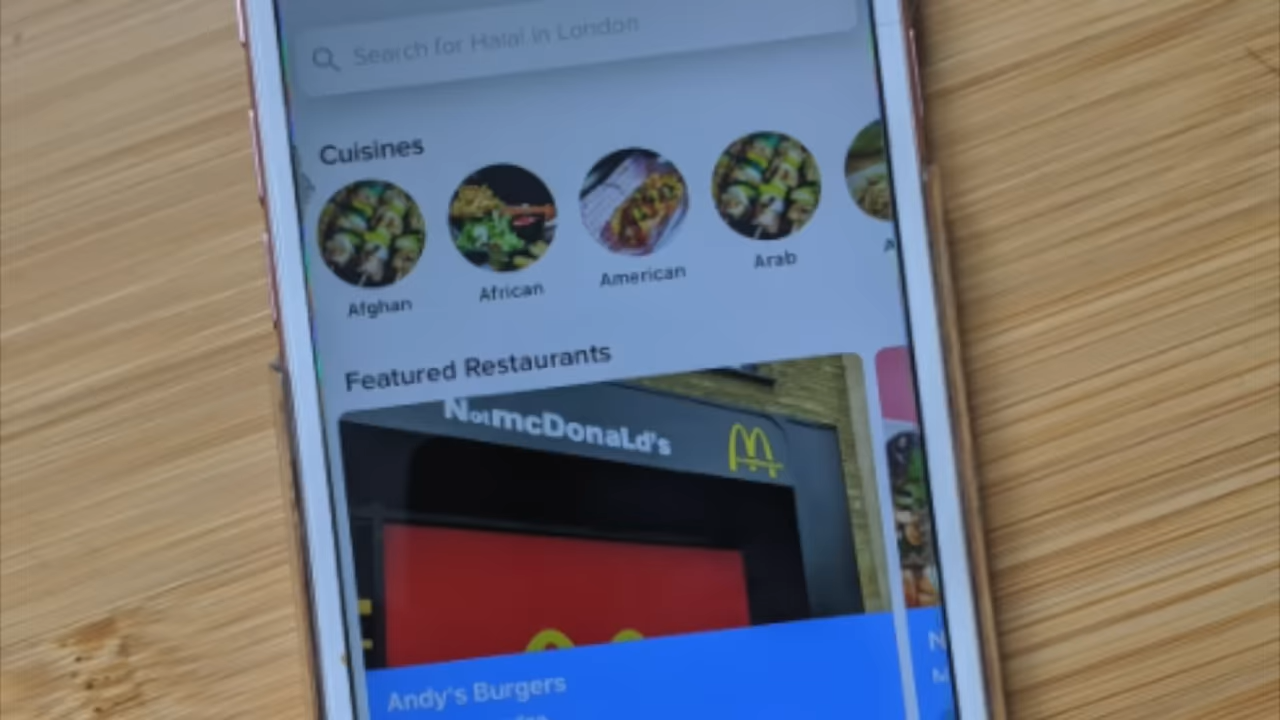 Search for Halal in London
Cuisines
Afghan
African
American
Arab
A
Featured Restaurants
NotmcDonaLd's
Andy's Burgers
N
M